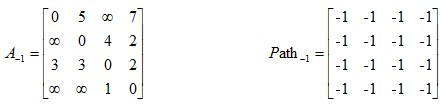 0 5 ∞ 7 -1 -1 -1 -1
∞ 0 4 2 -1 -1 -1 -1
A₋₁ = Path₋₁ =
3 3 0 2 -1 -1 -1 -1
∞ ∞ 1 0 -1 -1 -1 -1